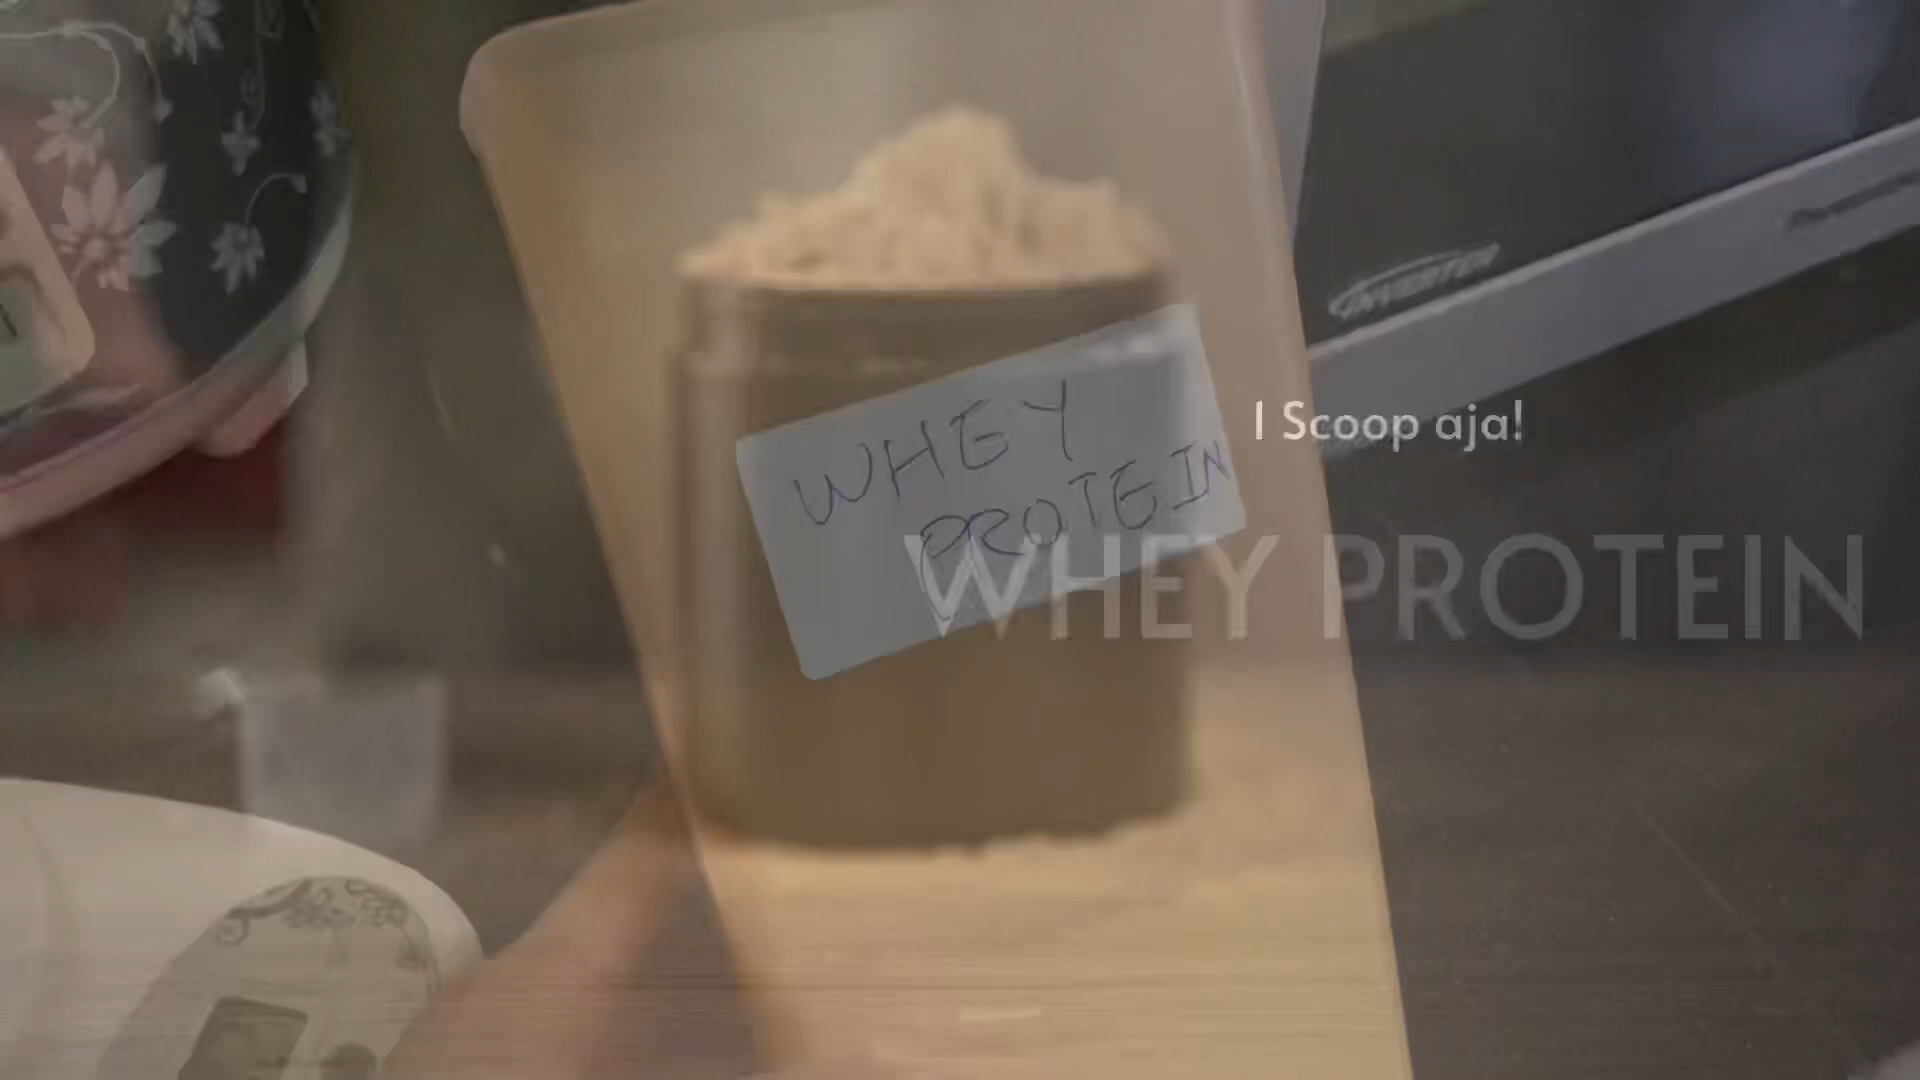 INVERTER
WHEY
PROTEIN
1 Scoop aja!
WHEY PROTEIN